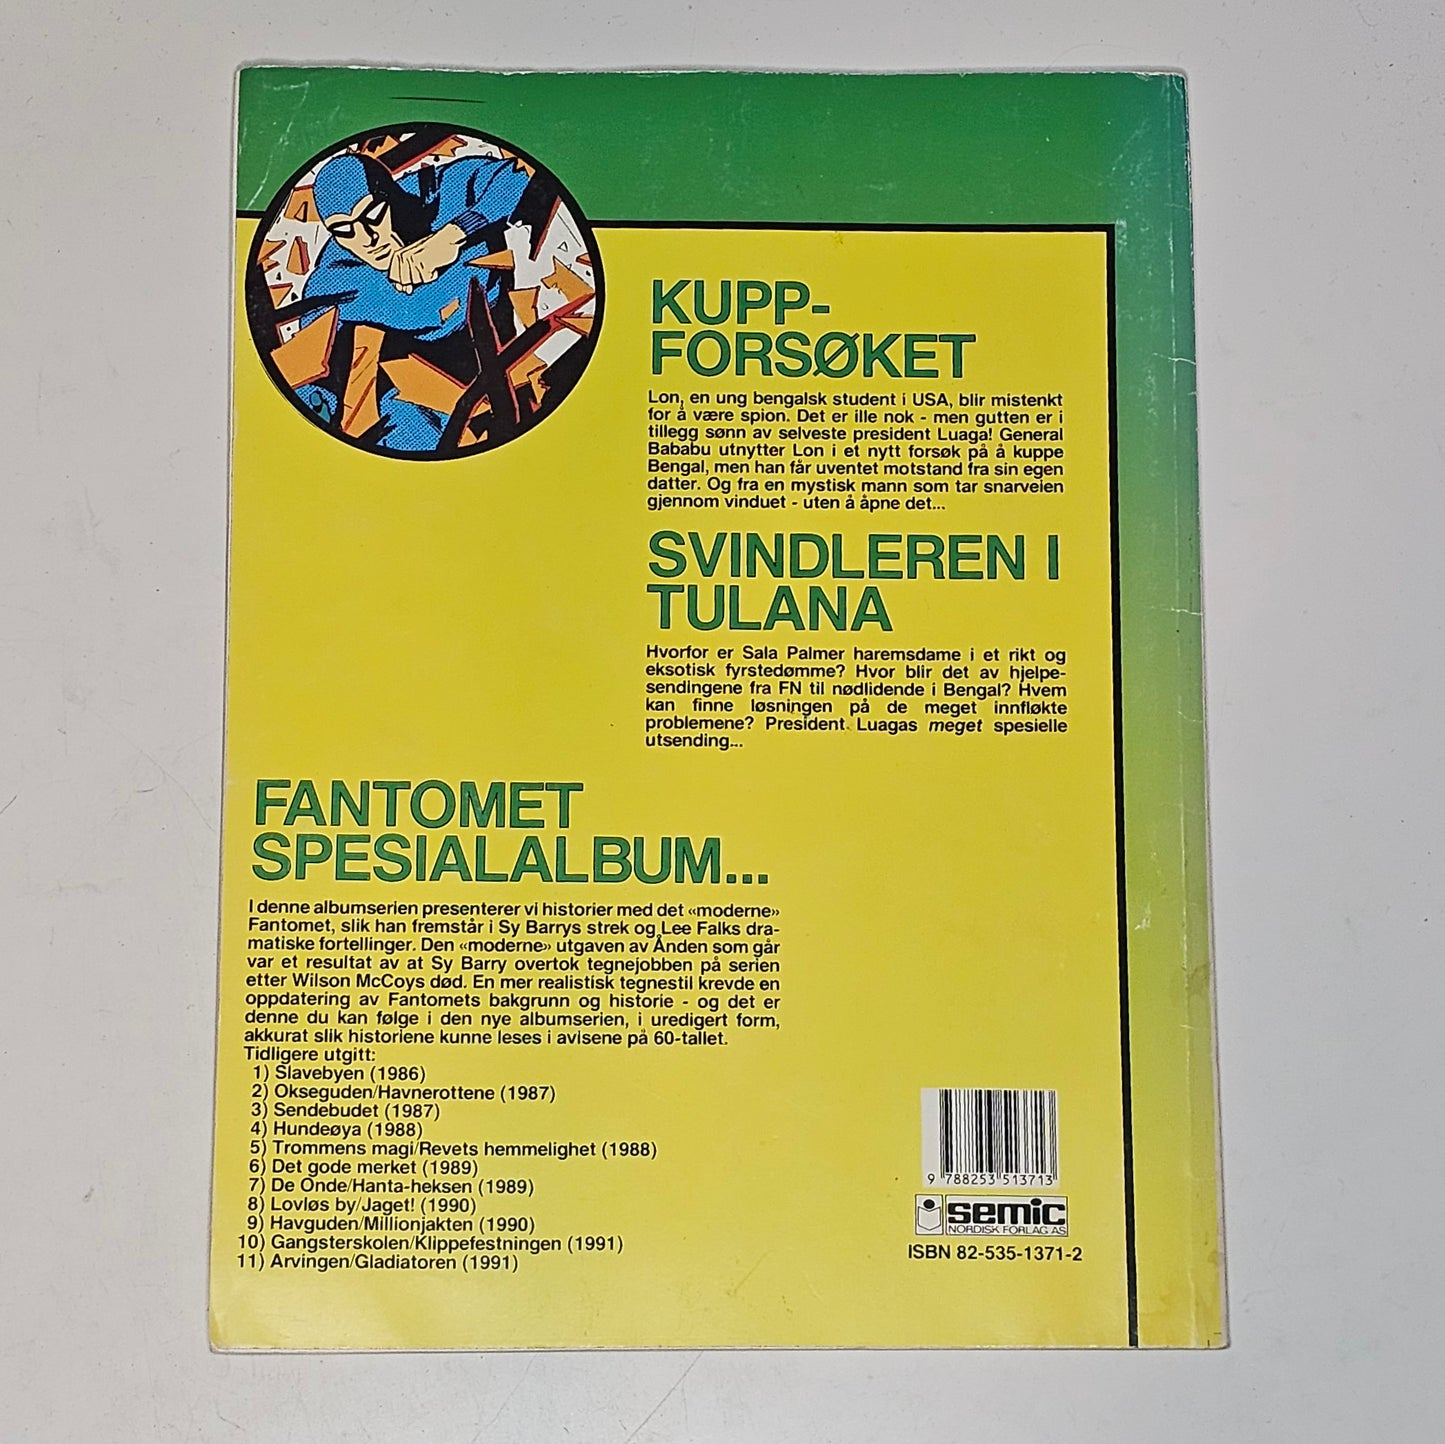 KUPP-
FORSØKET
Lon, en ung bengalsk student i USA, blir mistenkt
for å være spion. Det er ille nok - men gutten er i
tillegg sønn av selveste president Luaga! General
Bababu utnytter Lon i et nytt forsøk på å kuppe
Bengal, men han får uventet motstand fra sin egen
datter. Og fra en mystisk mann som tar snarveien
gjennom vinduet - uten å åpne det...
SVINDLEREN I
TULANA
Hvorfor er Sala Palmer haremsdame i et rikt og
eksotisk fyrstedømme? Hvor blir det av hjelpe-
sendingene fra FN til nødlidende i Bengal? Hvem
kan finne løsningen på de meget innfløkte
problemene? President Luagas meget spesielle
utsending...
FANTOMET
SPESIALALBUM...
I denne albumserien presenterer vi historier med det «moderne»
Fantomet, slik han fremstår i Sy Barrys strek og Lee Falks dra-
matiske fortellinger. Den «moderne» utgaven av Ånden som går
var et resultat av at Sy Barry overtok tegnejobben på serien
etter Wilson McCoys død. En mer realistisk tegnestil krevde en
oppdatering av Fantomets bakgrunn og historie - og det er
denne du kan følge i den nye albumserien, i uredigert form,
akkurat slik historiene kunne leses i avisene på 60-tallet.
Tidligere utgitt:
1) Slavebyen (1986)
2) Okseguden/Havnerottene (1987)
3) Sendebudet (1987)
4) Hundeøya (1988)
5) Trommens magi/Revets hemmelighet (1988)
6) Det gode merket (1989)
7) De Onde/Hanta-heksen (1989)
8) Lovløs by/Jaget! (1990)
9) Havguden/Millionjakten (1990)
10) Gangsterskolen/Klippefestningen (1991)
11) Arvingen/Gladiatoren (1991)
9 788253 513713
semic
NORDISK FORLAG AS
ISBN 82-535-1371-2